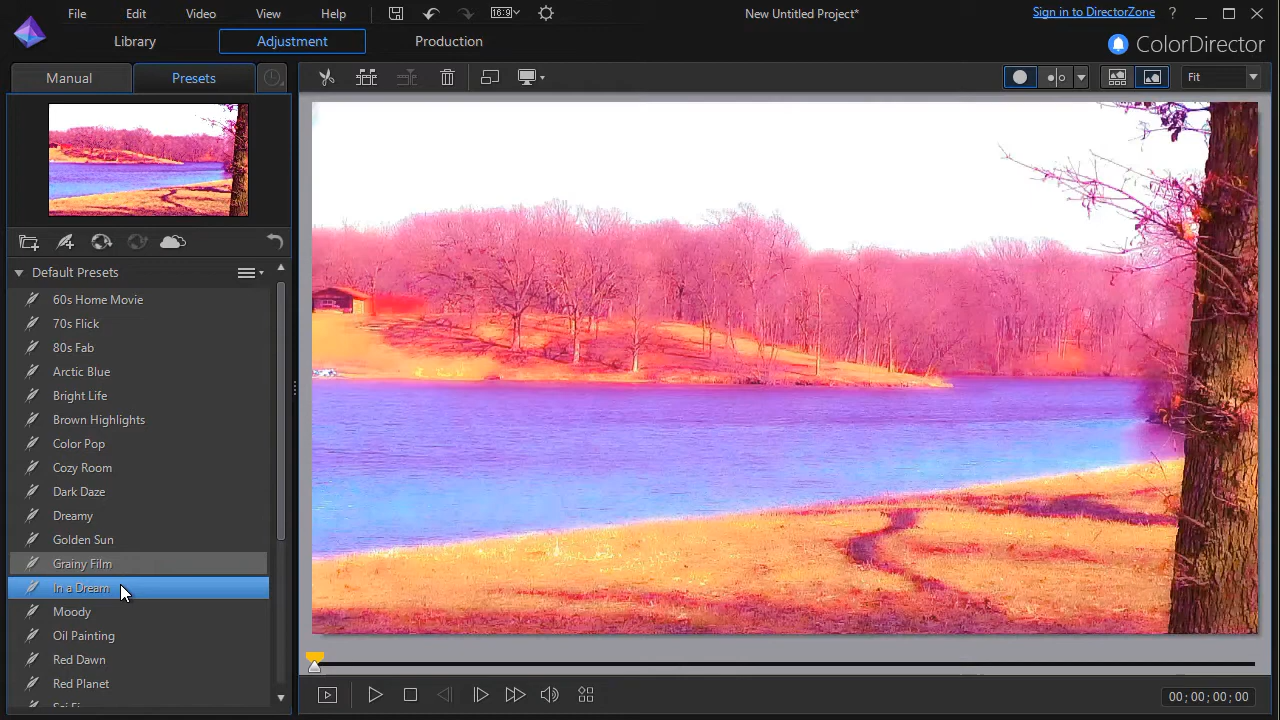 File Edit Video View Help 16:9 New Untitled Project* Sign in to DirectorZone ?
Library Adjustment Production ColorDirector
Manual Presets Fit
Default Presets
60s Home Movie
70s Flick
80s Fab
Arctic Blue
Bright Life
Brown Highlights
Color Pop
Cozy Room
Dark Daze
Dreamy
Golden Sun
Grainy Film
In a Dream
Moody
Oil Painting
Red Dawn
Red Planet
00;00;00;00